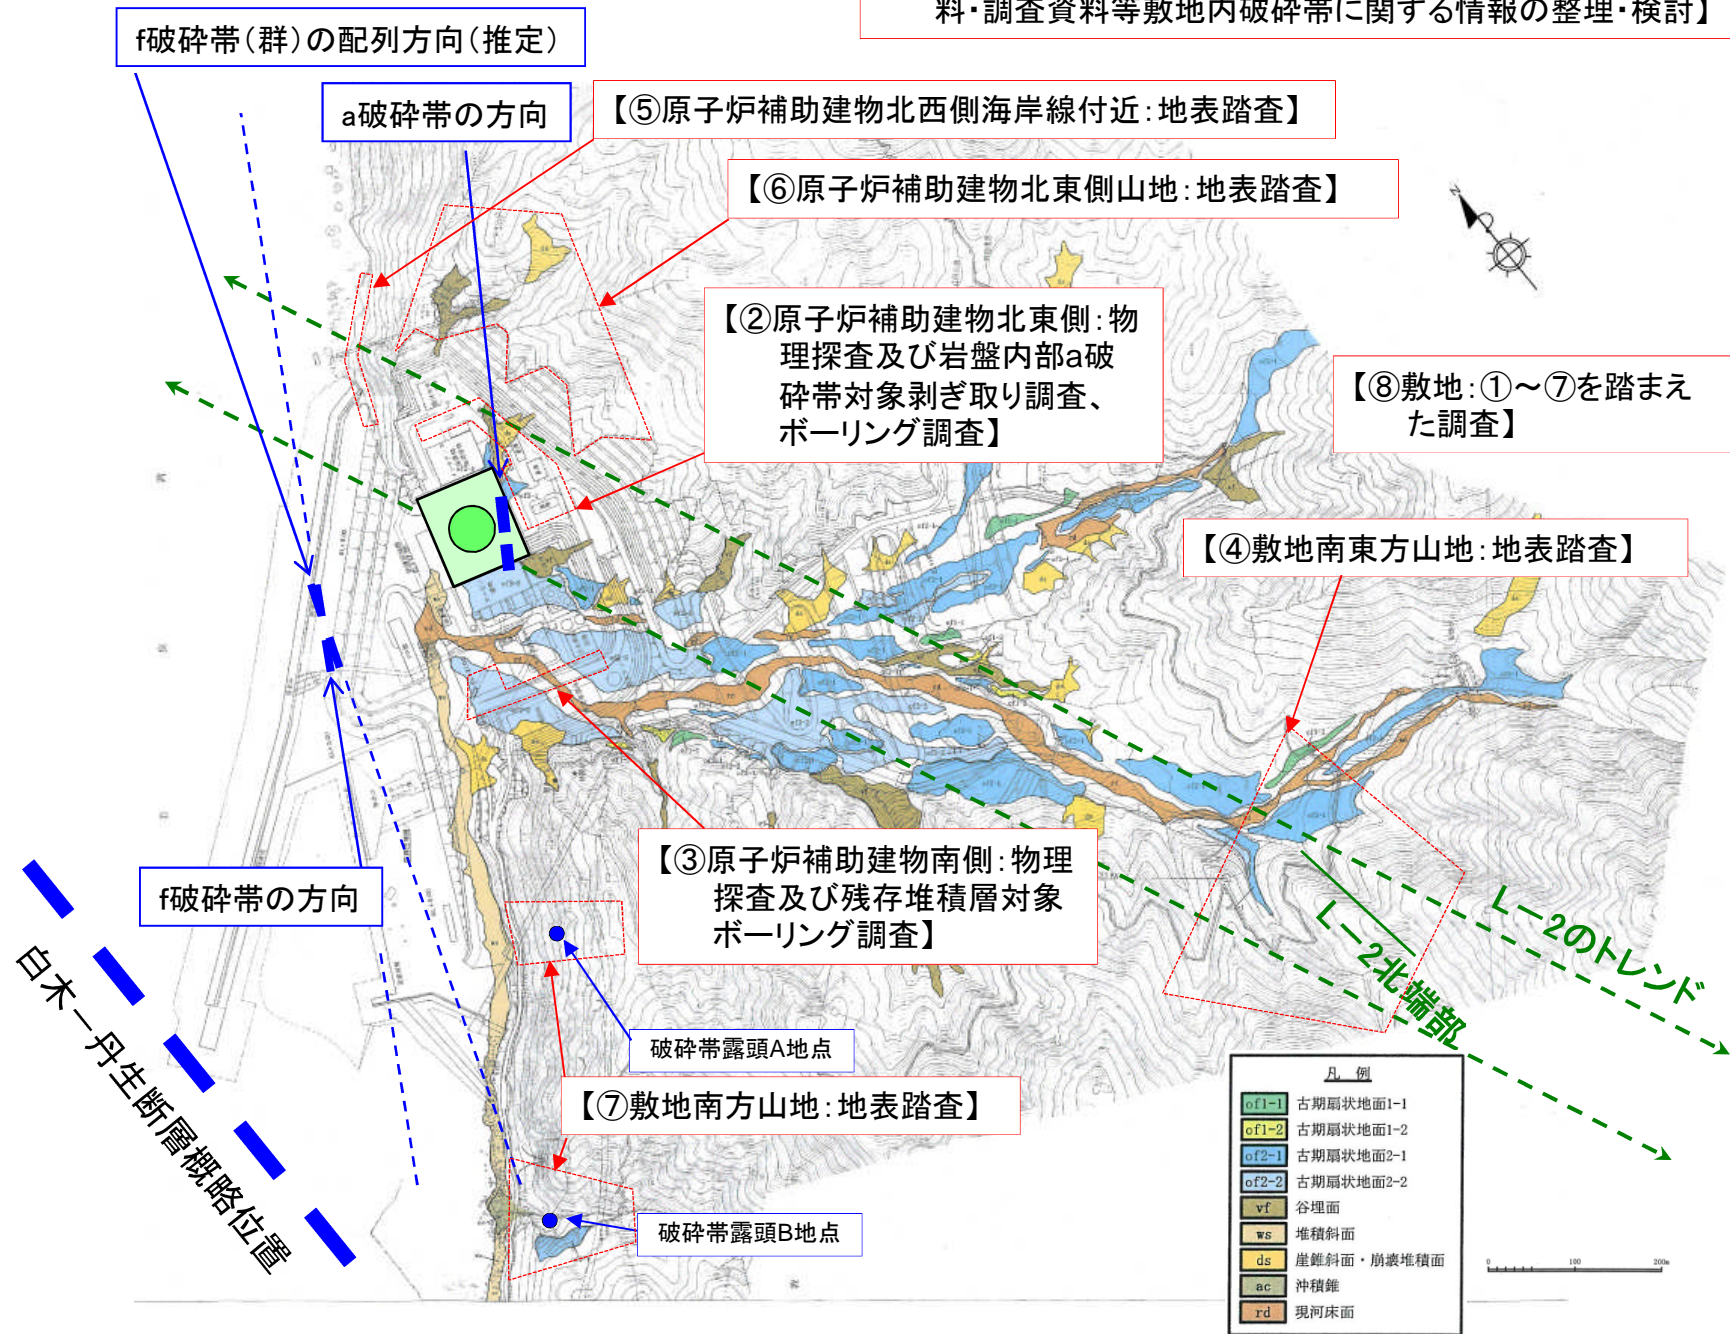 料・調査資料等敷地内破砕帯に関する情報の整理・検討】
f破砕帯(群)の配列方向(推定)
a破砕帯の方向
【⑤原子炉補助建物北西側海岸線付近:地表踏査】
【⑥原子炉補助建物北東側山地:地表踏査】
N
【②原子炉補助建物北東側:物
理探査及び岩盤内部a破
砕帯対象剥ぎ取り調査、
ボーリング調査】
【⑧敷地:①~⑦を踏まえ
た調査】
【④敷地南東方山地:地表踏査】
【③原子炉補助建物南側:物理
探査及び残存堆積層対象
ボーリング調査】
f破砕帯の方向
L-2のトレンド
L-2北端部
白木-丹生断層概略位置
破砕帯露頭A地点
【⑦敷地南方山地:地表踏査】
破砕帯露頭B地点
凡 例
of1-1 古期扇状地面1-1
of1-2 古期扇状地面1-2
of2-1 古期扇状地面2-1
of2-2 古期扇状地面2-2
vf 谷埋面
ws 堆積斜面
ds 崖錐斜面・崩壊堆積面
ac 沖積錐
rd 現河床面
0 100 200m